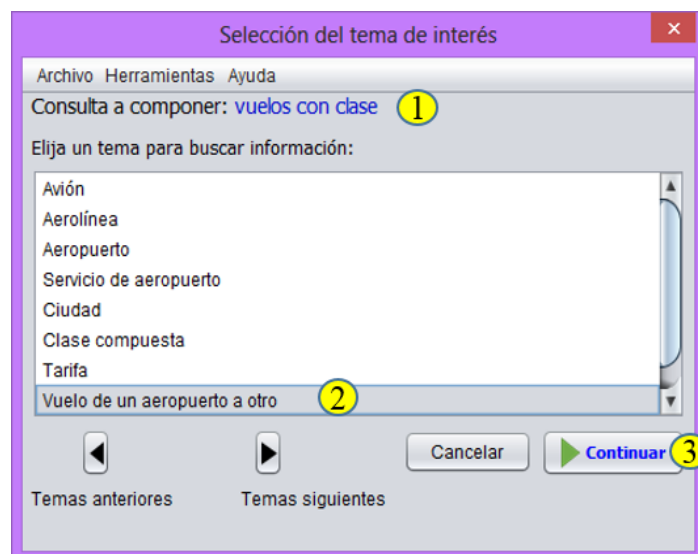 Selección del tema de interés
Archivo Herramientas Ayuda
Consulta a componer: vuelos con clase 1
Elija un tema para buscar información:
Avión
Aerolínea
Aeropuerto
Servicio de aeropuerto
Ciudad
Clase compuesta
Tarifa
Vuelo de un aeropuerto a otro 2
Cancelar Continuar 3
Temas anteriores Temas siguientes